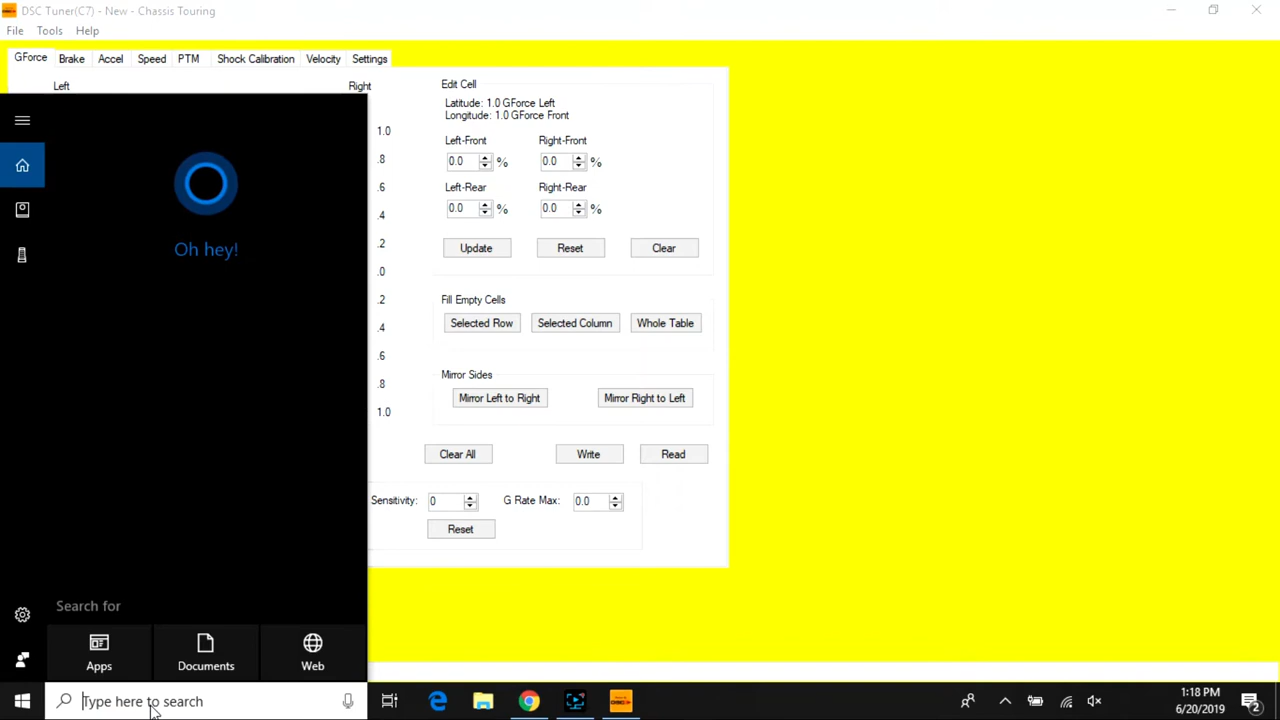 DSC Tuner(C7) - New - Chassis Touring
File Tools Help
GForce Brake Accel Speed PTM Shock Calibration Velocity Settings
Left Right
1.0
.8
.6
.4
.2
.0
.2
.4
.6
.8
1.0
Edit Cell
Latitude: 1.0 GForce Left
Longitude: 1.0 GForce Front
Left-Front Right-Front
0.0 % 0.0 %
Left-Rear Right-Rear
0.0 % 0.0 %
Update Reset Clear
Fill Empty Cells
Selected Row Selected Column Whole Table
Mirror Sides
Mirror Left to Right Mirror Right to Left
Clear All Write Read
Sensitivity: 0 G Rate Max: 0.0
Reset
Oh hey!
Search for
Apps Documents Web
Type here to search
1:18 PM
6/20/2019
2